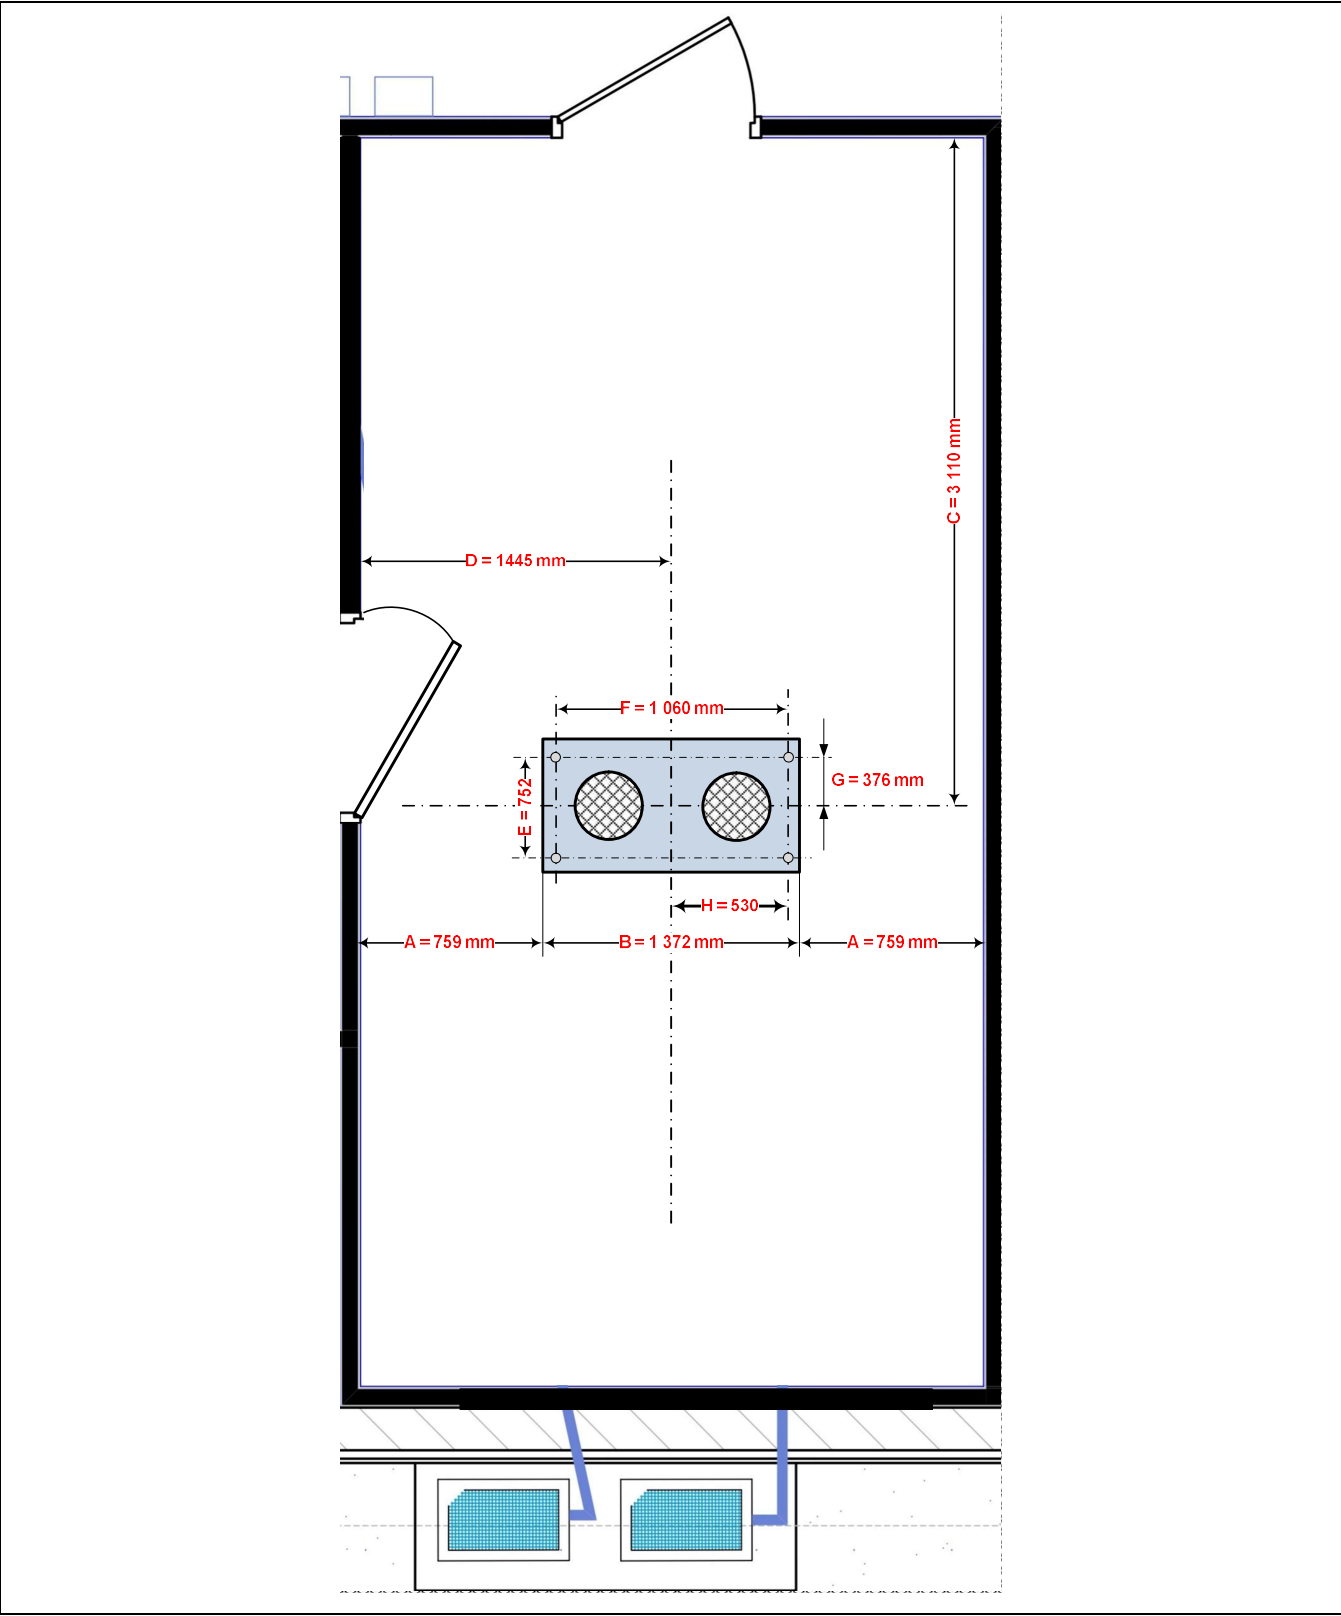 C = 3 110 mm
D = 1445 mm
F = 1 060 mm
E = 752
G = 376 mm
H = 530
A = 759 mm
B = 1 372 mm
A = 759 mm